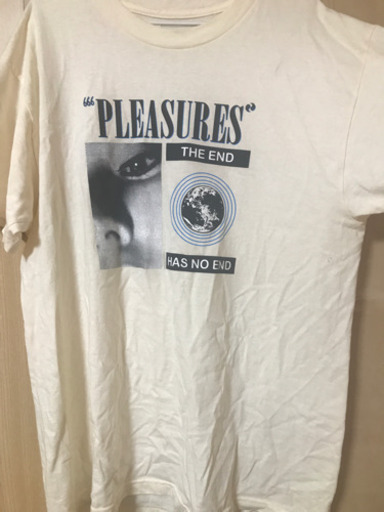 “‘PLEASURES”
THE END
HAS NO END